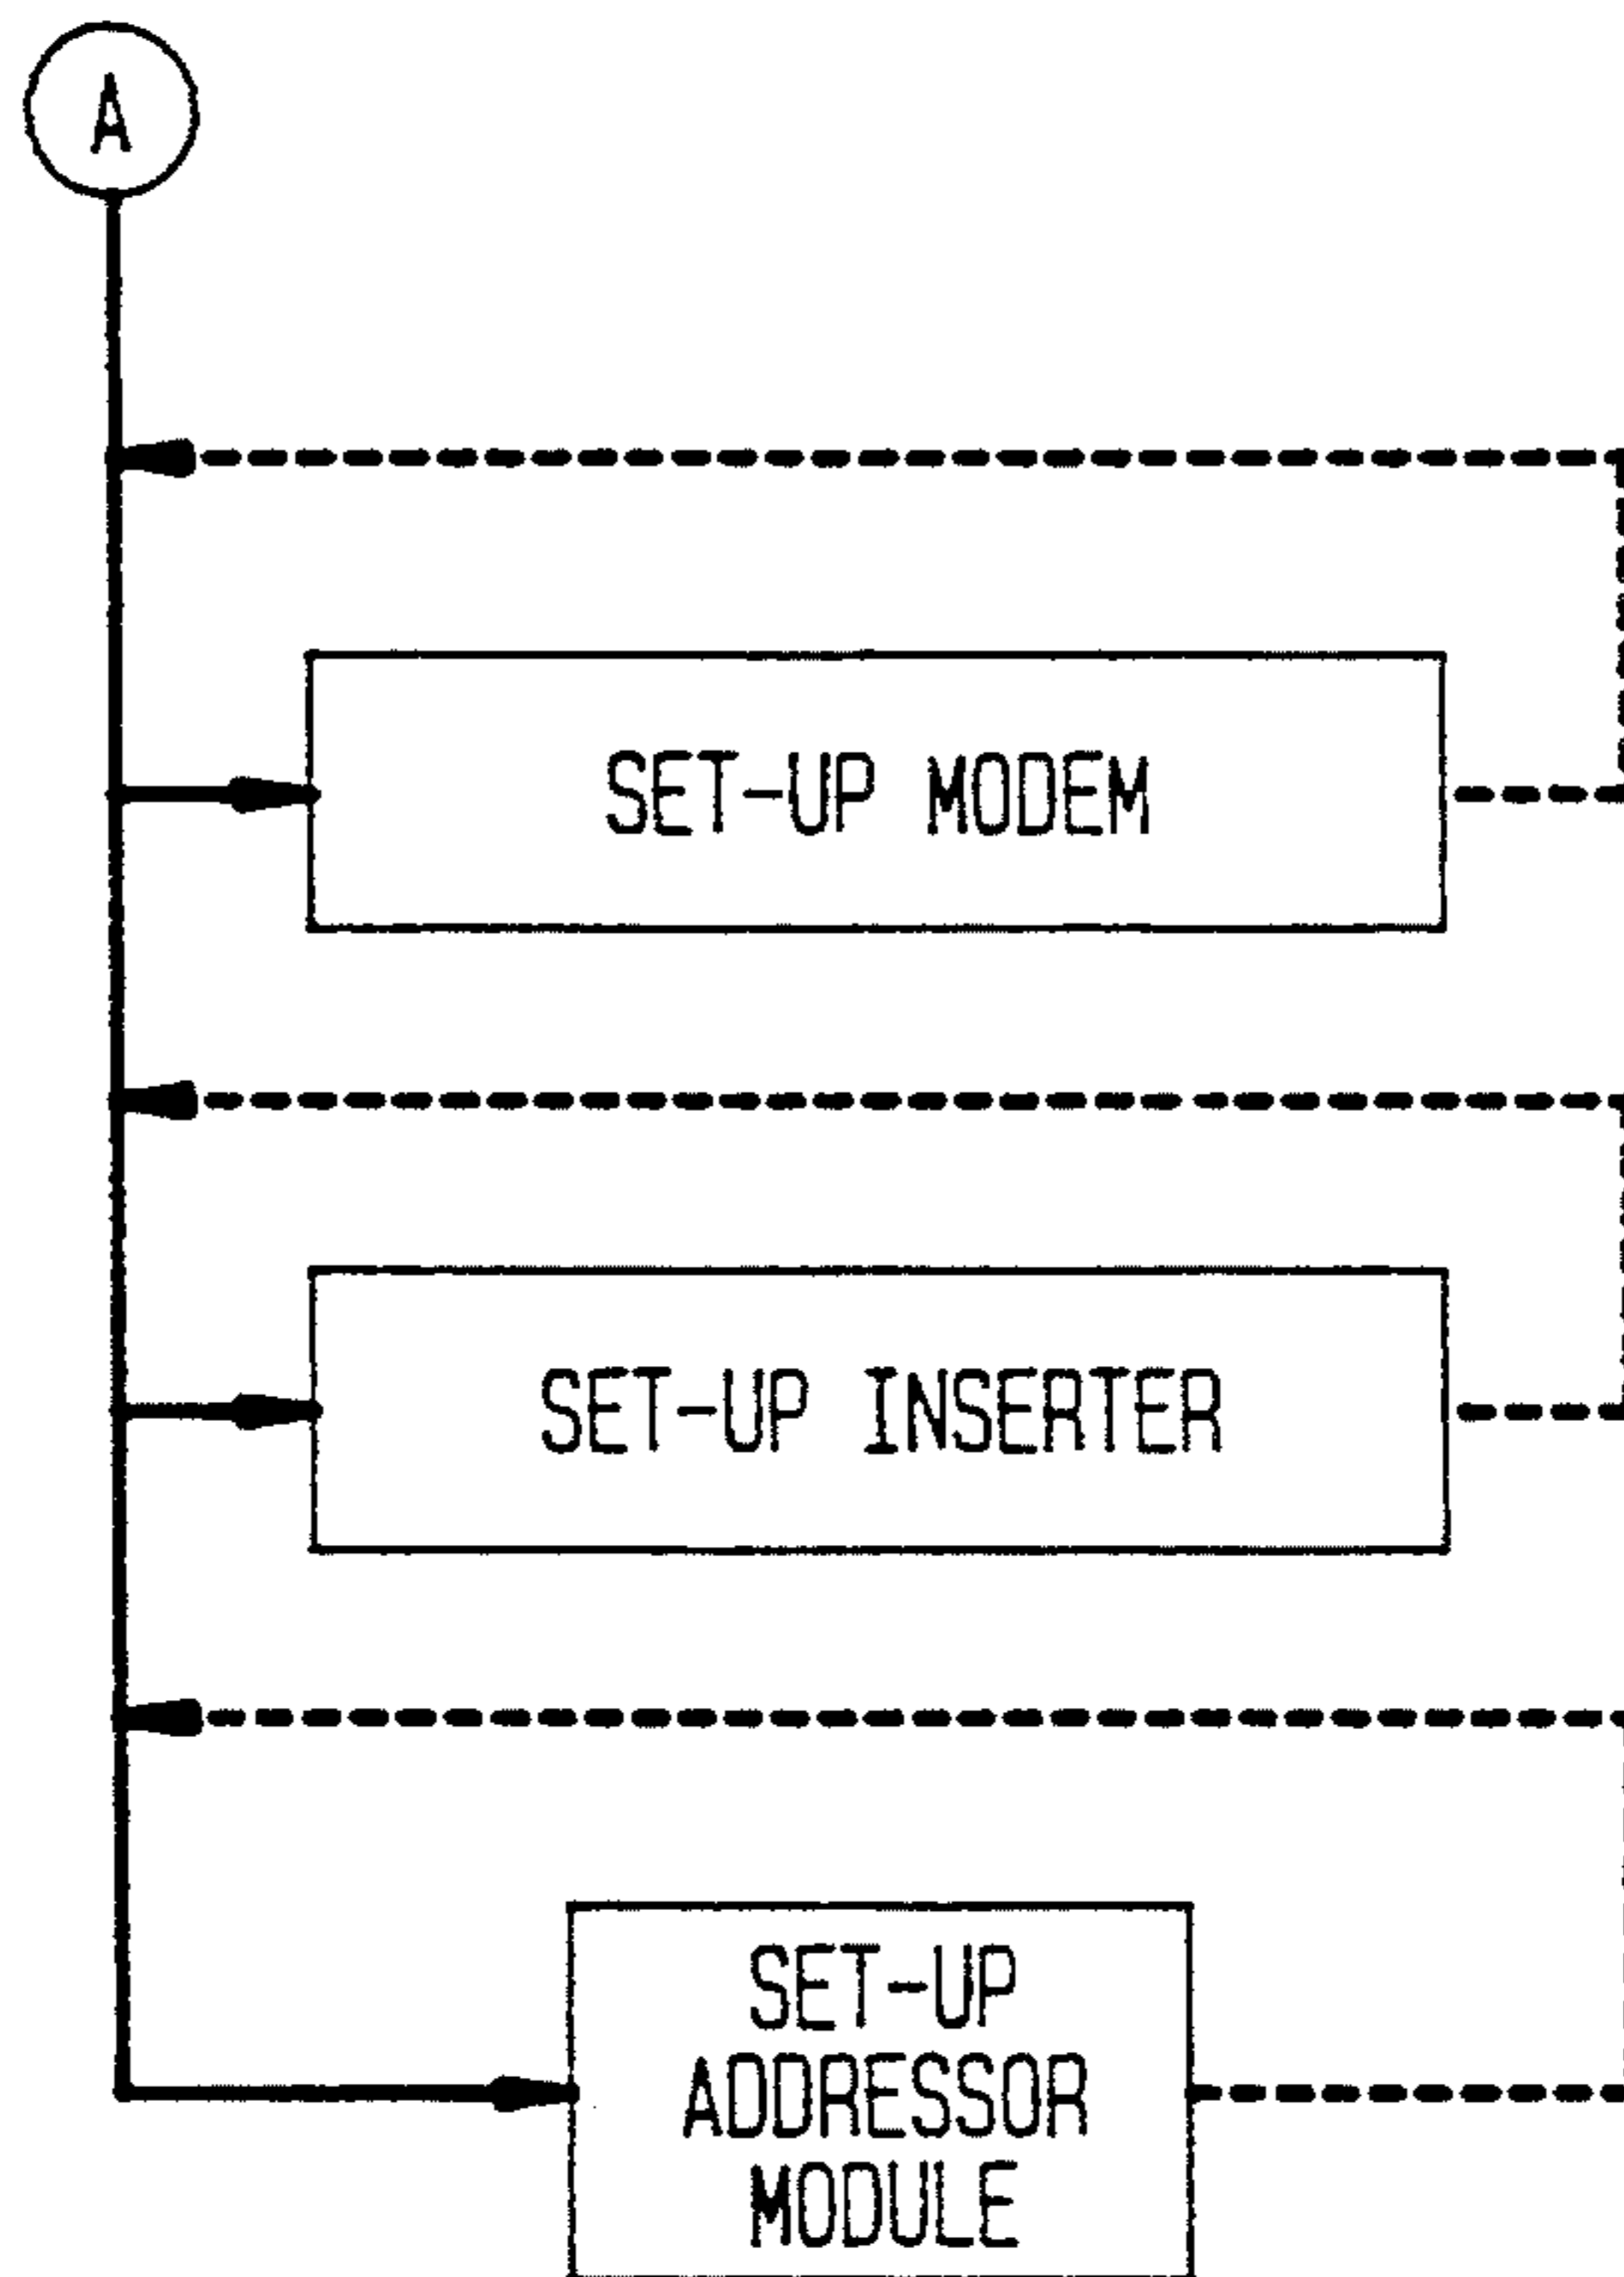 A
SET-UP MODEM
SET-UP INSERTER
SET-UP
ADDRESSOR
MODULE